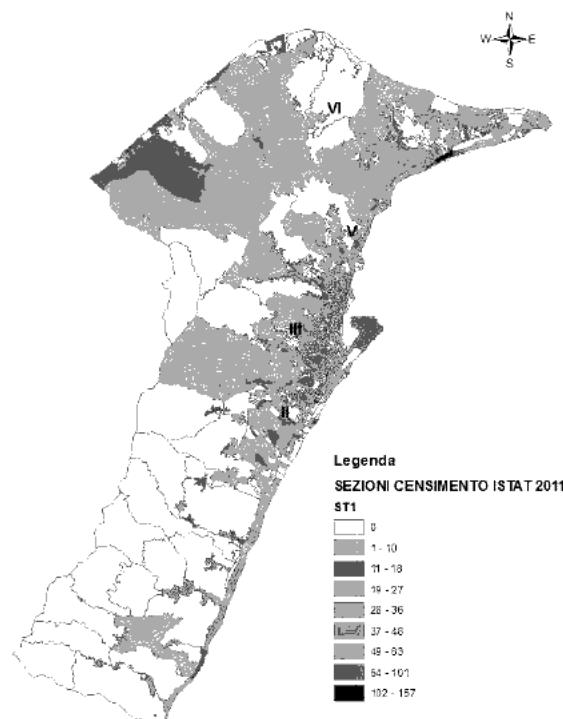 N
W E
S
VI
V
III
II
Legenda
SEZIONI CENSIMENTO ISTAT 2011
ST1
0
1 - 10
11 - 18
19 - 27
28 - 36
37 - 48
49 - 63
64 - 101
102 - 157